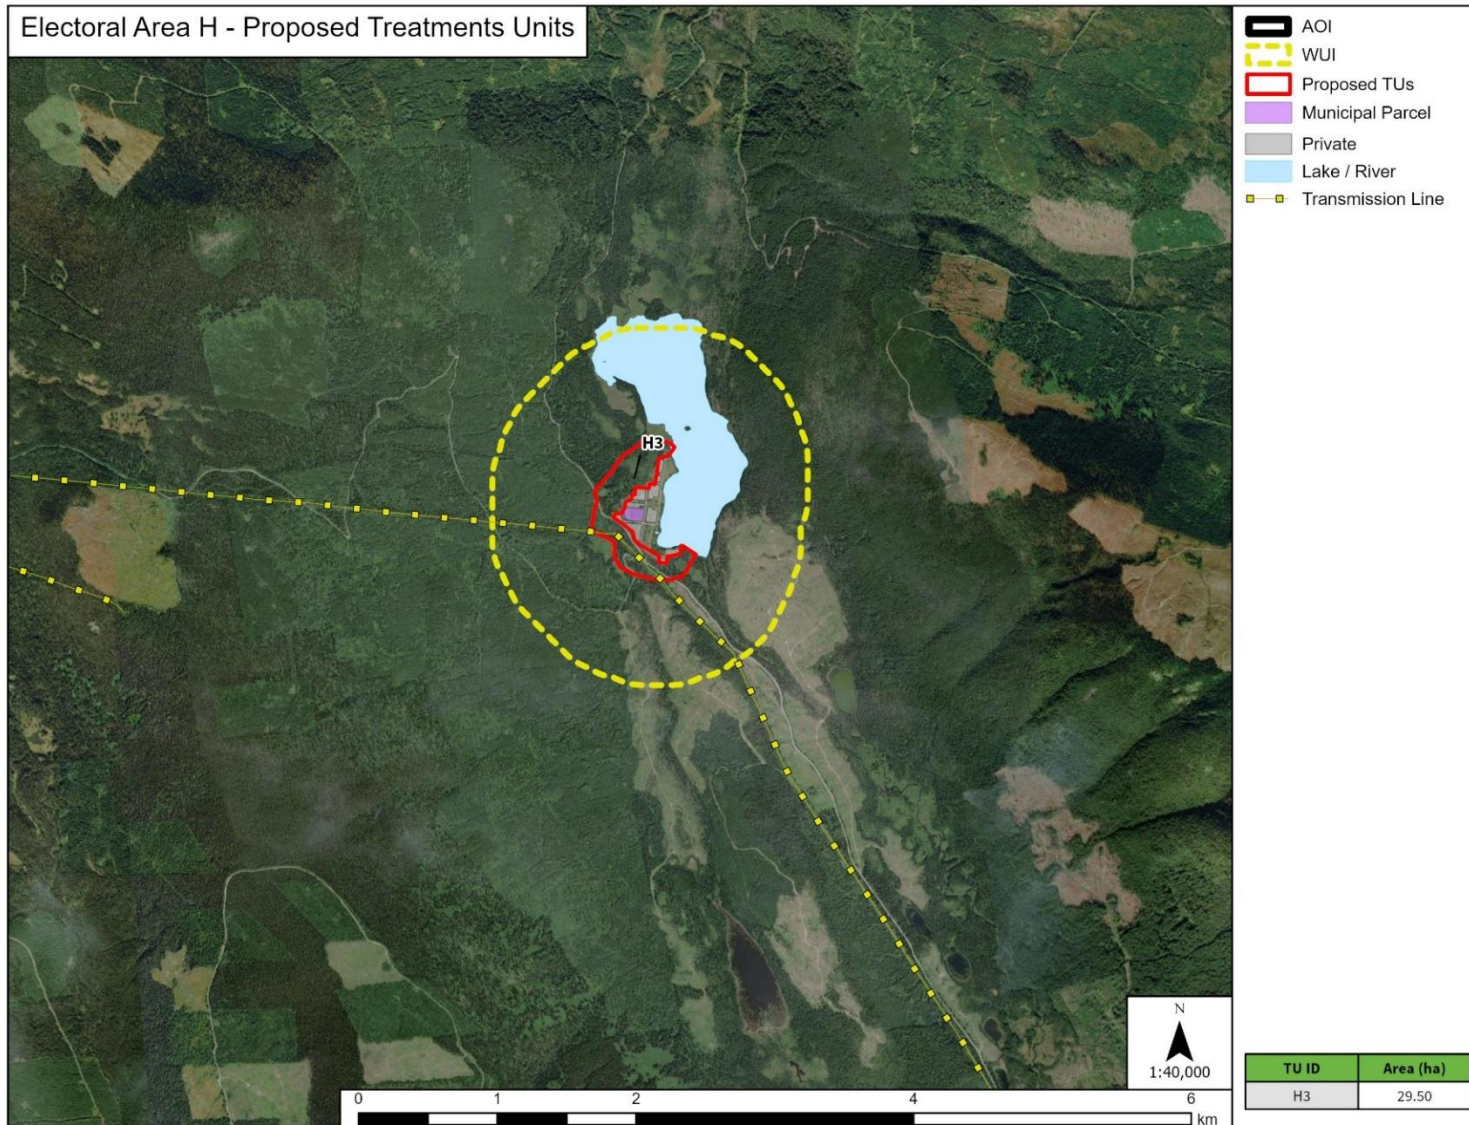 Electoral Area H - Proposed Treatments Units
AOI
WUI
Proposed TUs
Municipal Parcel
Private
Lake / River
Transmission Line
H3
N
1:40,000
0 2 4 6
km
TU ID Area (ha)
H3 29.50